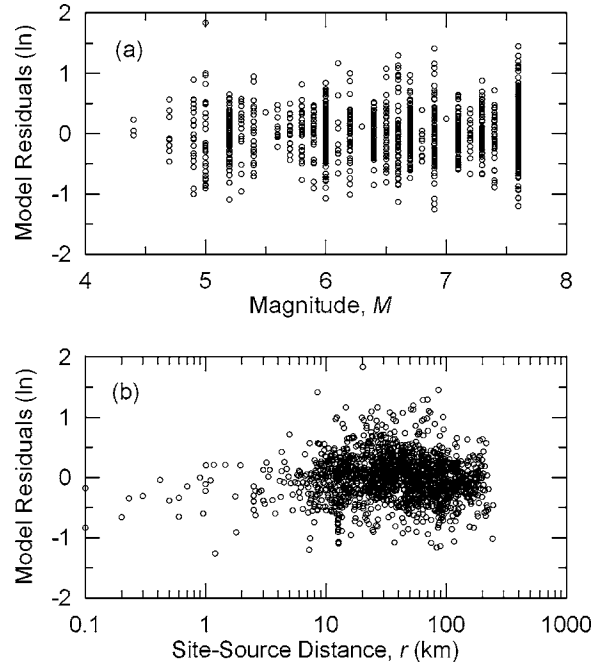 2
(a)
1
0
-1
-2
Model Residuals (ln)
4 5 6 7 8
Magnitude, M
2
(b)
1
0
-1
-2
Model Residuals (ln)
0.1 1 10 100 1000
Site-Source Distance, r (km)